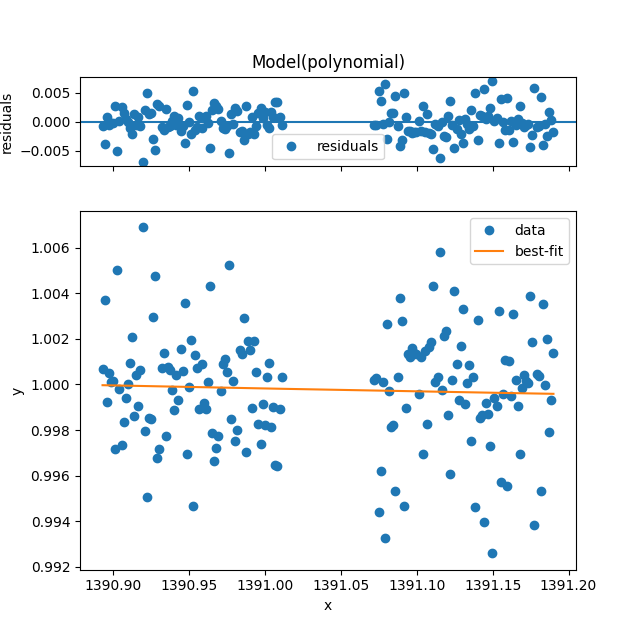 Model(polynomial)
residuals
0.005
0.000
−0.005
residuals
y
1.006
1.004
1.002
1.000
0.998
0.996
0.994
0.992
data
best-fit
1390.90 1390.95 1391.00 1391.05 1391.10 1391.15 1391.20
x